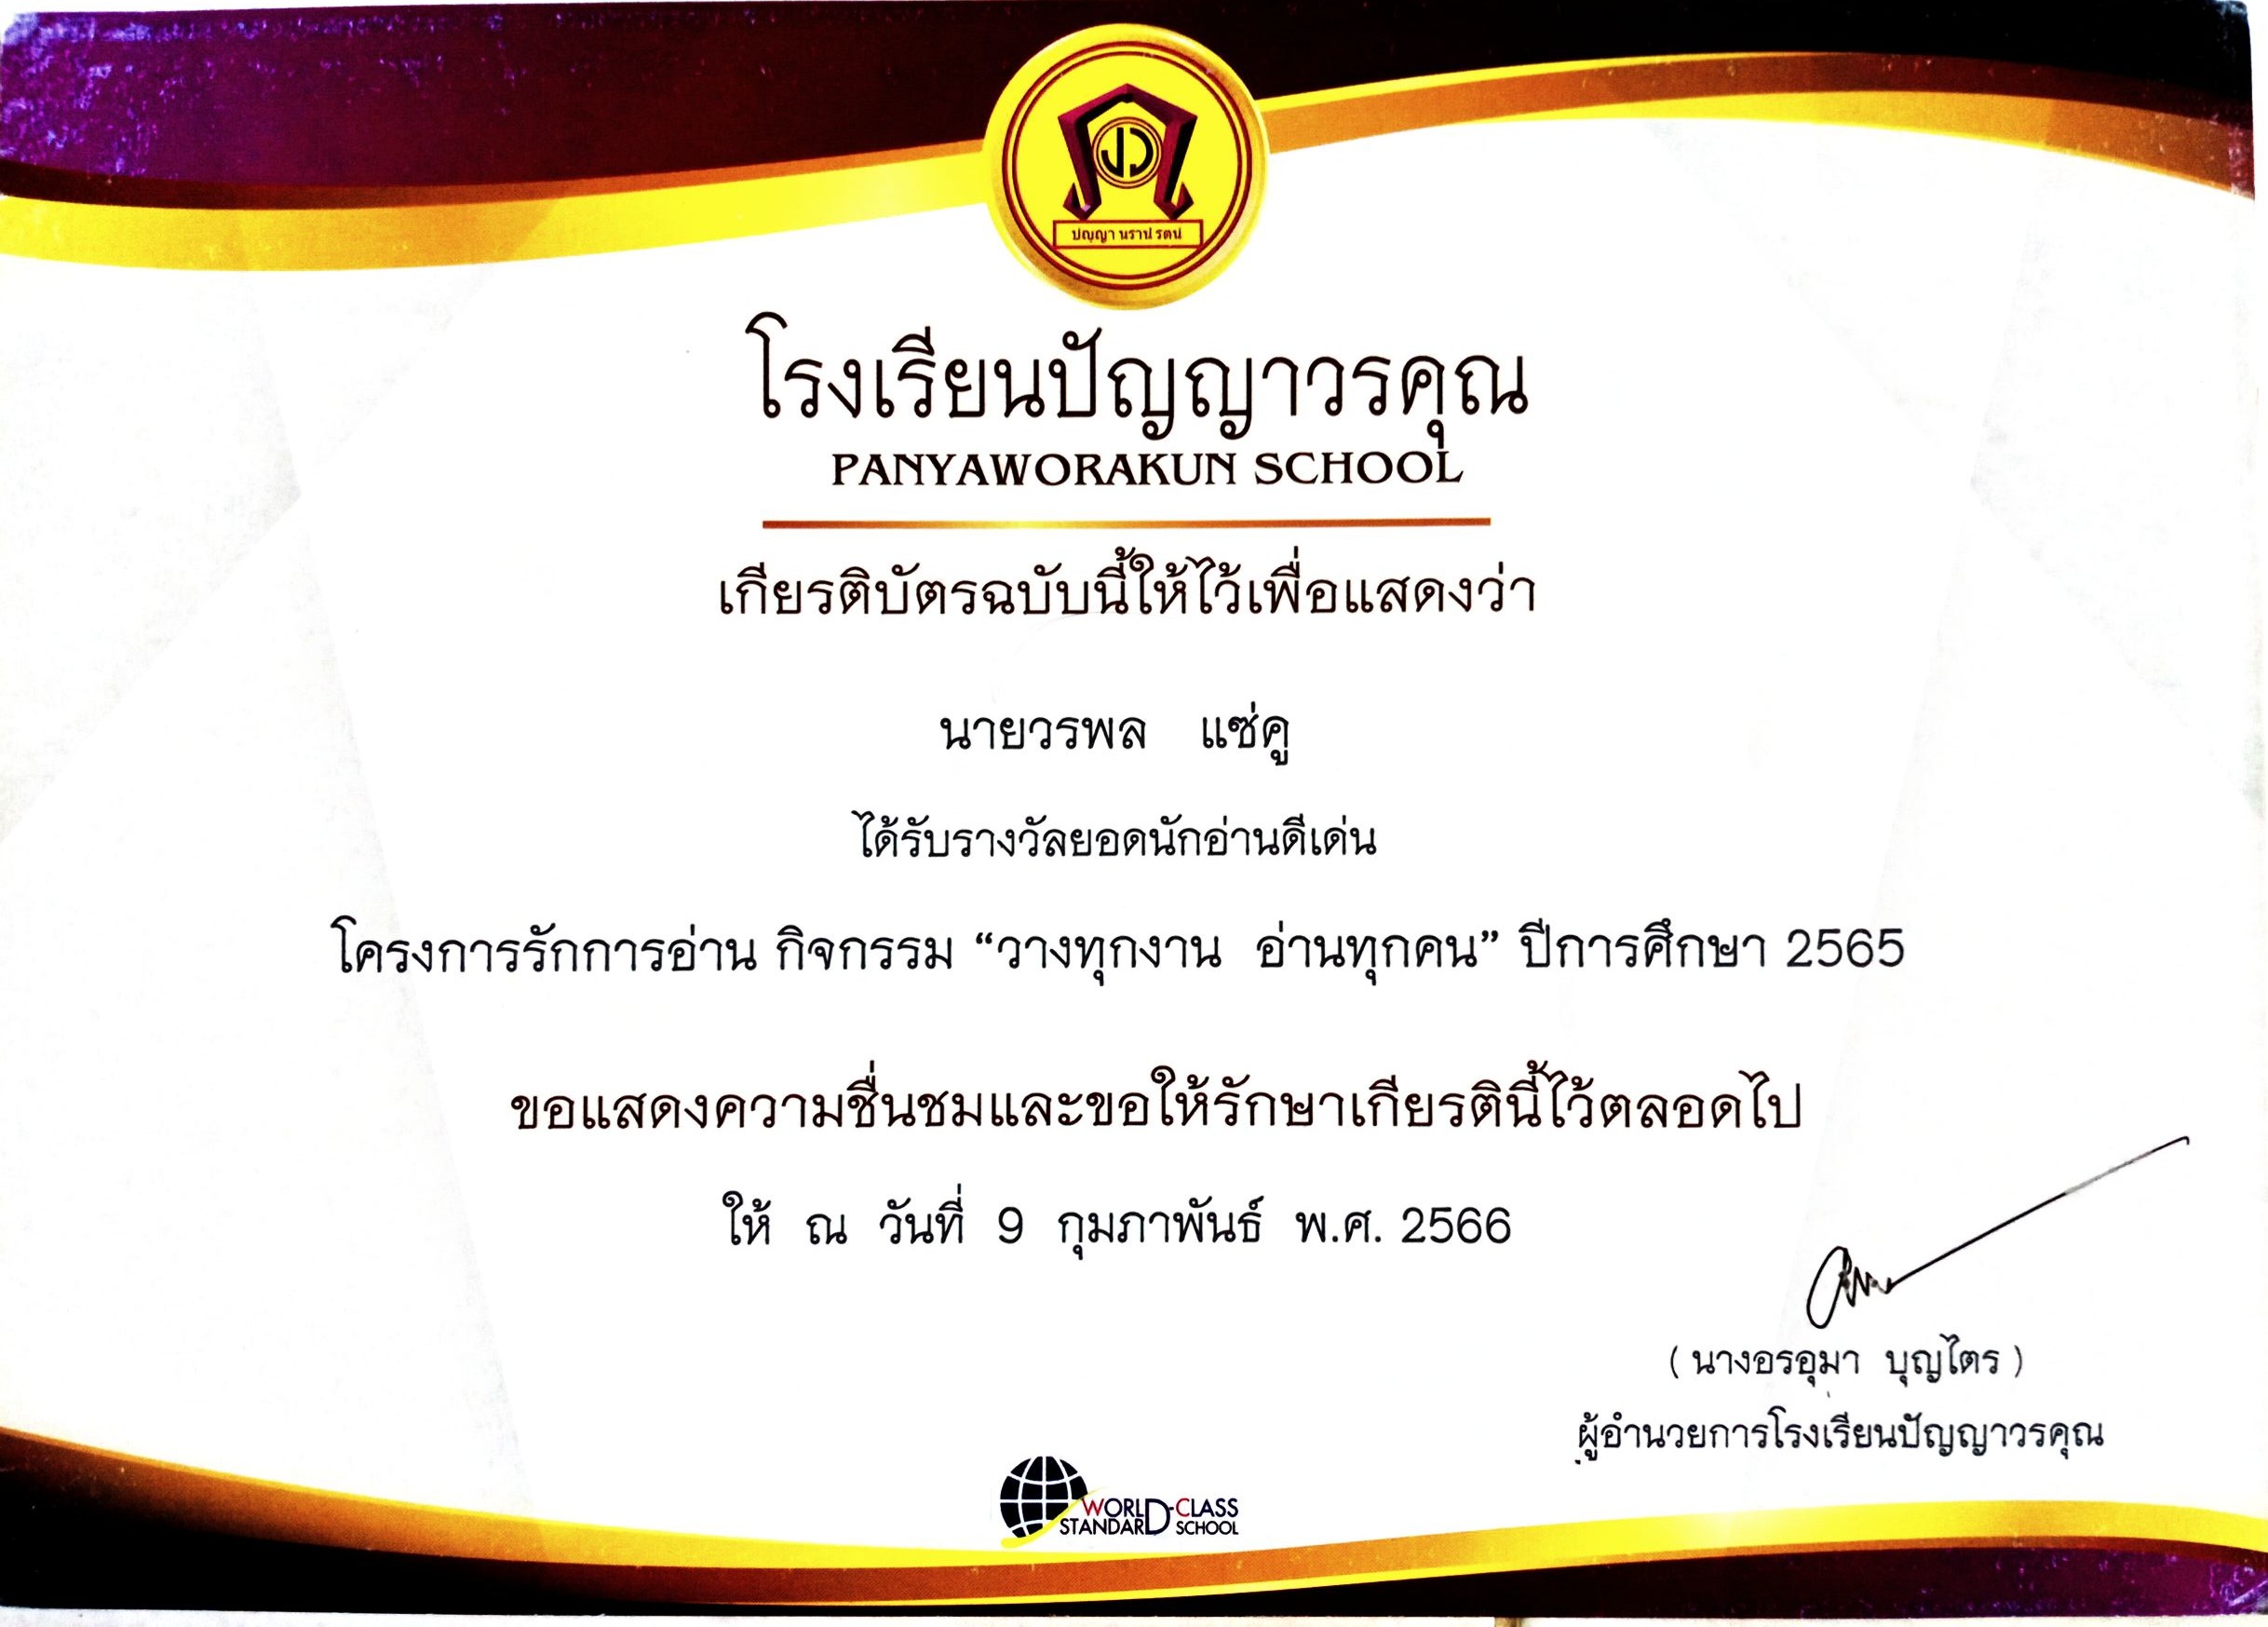 ปญฺญา นรานํ รตนํ
โรงเรียนปัญญาวรคุณ
PANYAWORAKUN SCHOOL
เกียรติบัตรฉบับนี้ให้ไว้เพื่อแสดงว่า
นายวรพล แซ่คู
ได้รับรางวัลยอดนักอ่านดีเด่น
โครงการรักการอ่าน กิจกรรม “วางทุกงาน อ่านทุกคน” ปีการศึกษา 2565
ขอแสดงความชื่นชมและขอให้รักษาเกียรตินี้ไว้ตลอดไป
ให้ ณ วันที่ 9 กุมภาพันธ์ พ.ศ. 2566
( นางอรอุมา บุญไตร )
ผู้อำนวยการโรงเรียนปัญญาวรคุณ
WORLD-CLASS
STANDARD SCHOOL